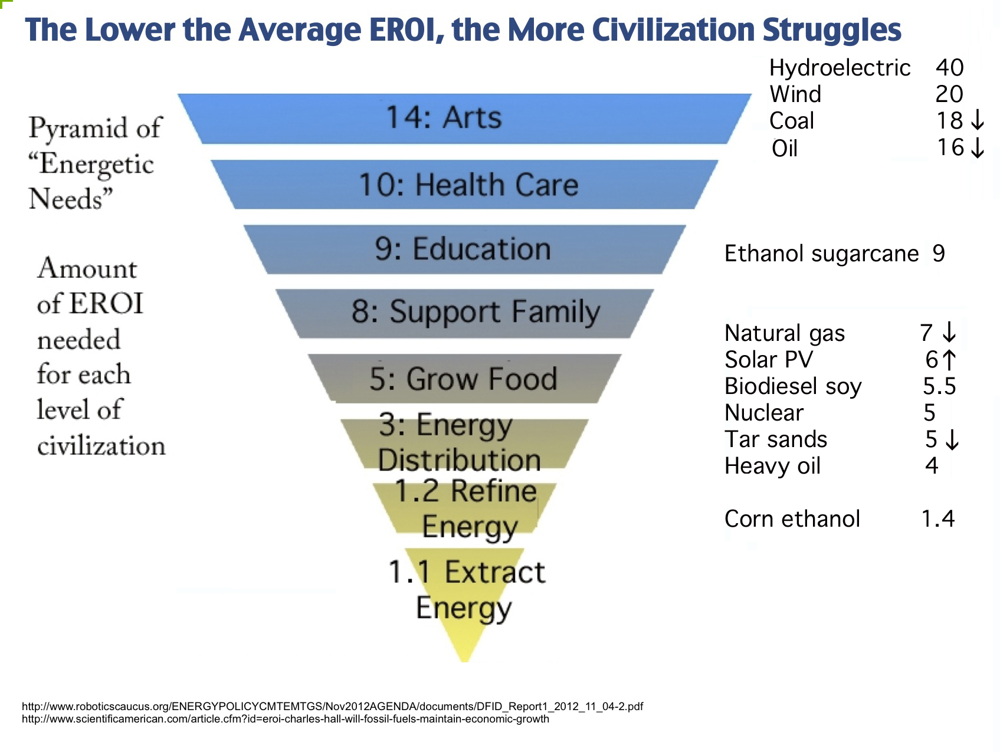 The Lower the Average EROI, the More Civilization Struggles
Pyramid of
“Energetic
Needs”
Amount
of EROI
needed
for each
level of
civilization
14: Arts
10: Health Care
9: Education
8: Support Family
5: Grow Food
3: Energy
Distribution
1.2 Refine
Energy
1.1 Extract
Energy
Hydroelectric 40
Wind 20
Coal 18 ↓
Oil 16 ↓
Ethanol sugarcane 9
Natural gas 7 ↓
Solar PV 6 ↑
Biodiesel soy 5.5
Nuclear 5
Tar sands 5 ↓
Heavy oil 4
Corn ethanol 1.4
http://www.roboticscaucus.org/ENERGYPOLICYCMTEMTGS/Nov2012AGENDA/documents/DFID_Report1_2012_11_04-2.pdf
http://www.scientificamerican.com/article.cfm?id=eroi-charles-hall-will-fossil-fuels-maintain-economic-growth